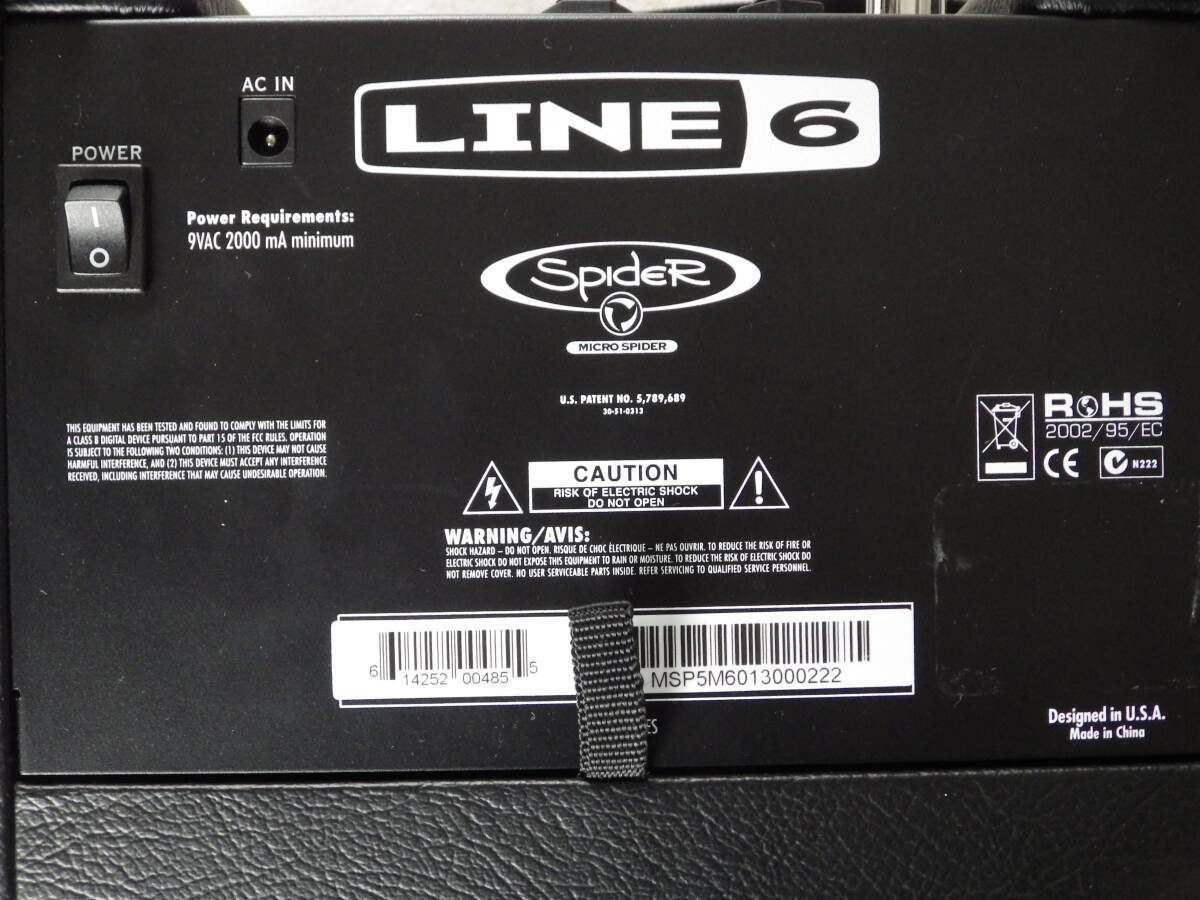 AC IN
LINE 6
POWER
I
O
Power Requirements:
9VAC 2000 mA minimum
SPIDER
MICRO SPIDER
U.S. PATENT NO. 5,789,689
30-51-0313
THIS EQUIPMENT HAS BEEN TESTED AND FOUND TO COMPLY WITH THE LIMITS FOR
A CLASS B DIGITAL DEVICE PURSUANT TO PART 15 OF THE FCC RULES. OPERATION
IS SUBJECT TO THE FOLLOWING TWO CONDITIONS: (1) THIS DEVICE MAY NOT CAUSE
HARMFUL INTERFERENCE, AND (2) THIS DEVICE MUST ACCEPT ANY INTERFERENCE
RECEIVED, INCLUDING INTERFERENCE THAT MAY CAUSE UNDESIRABLE OPERATION.
ROHS
2002/95/EC
CE
N222
CAUTION
RISK OF ELECTRIC SHOCK
DO NOT OPEN
WARNING/AVIS:
SHOCK HAZARD – DO NOT OPEN. RISQUE DE CHOC ÉLECTRIQUE – NE PAS OUVRIR. TO REDUCE THE RISK OF FIRE OR
ELECTRIC SHOCK DO NOT EXPOSE THIS EQUIPMENT TO RAIN OR MOISTURE. TO REDUCE THE RISK OF ELECTRIC SHOCK DO
NOT REMOVE COVER. NO USER SERVICEABLE PARTS INSIDE. REFER SERVICING TO QUALIFIED SERVICE PERSONNEL.
6 14252 00485 5
MSP5M6013000222
Designed in U.S.A.
Made in China